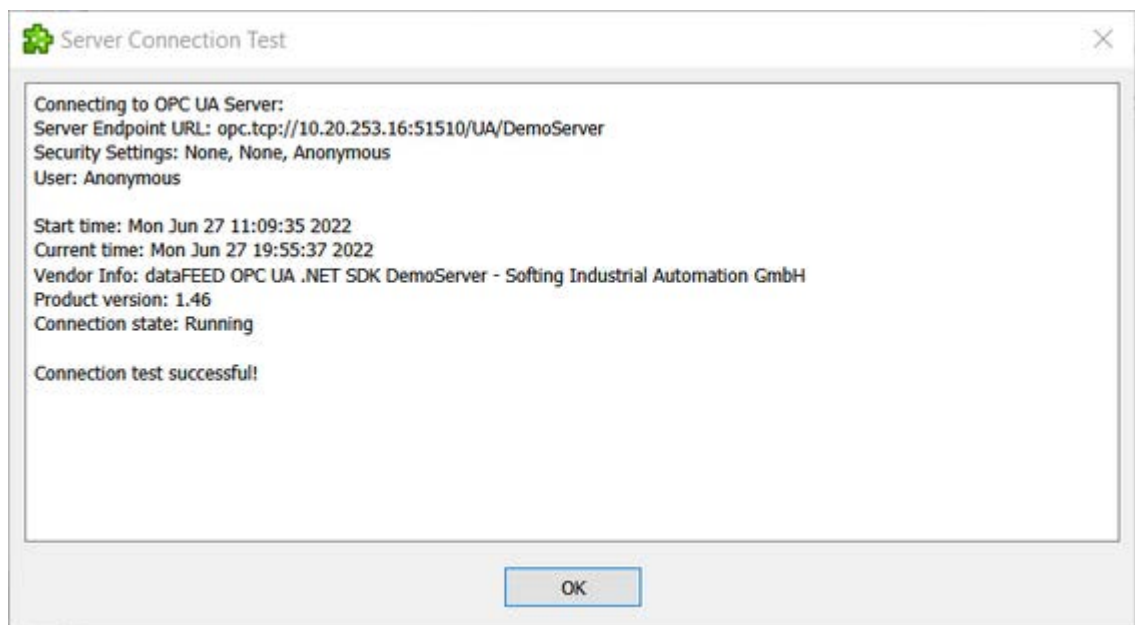 Server Connection Test
Connecting to OPC UA Server:
Server Endpoint URL: opc.tcp://10.20.253.16:51510/UA/DemoServer
Security Settings: None, None, Anonymous
User: Anonymous
Start time: Mon Jun 27 11:09:35 2022
Current time: Mon Jun 27 19:55:37 2022
Vendor Info: dataFEED OPC UA .NET SDK DemoServer - Softing Industrial Automation GmbH
Product version: 1.46
Connection state: Running
Connection test successful!
OK